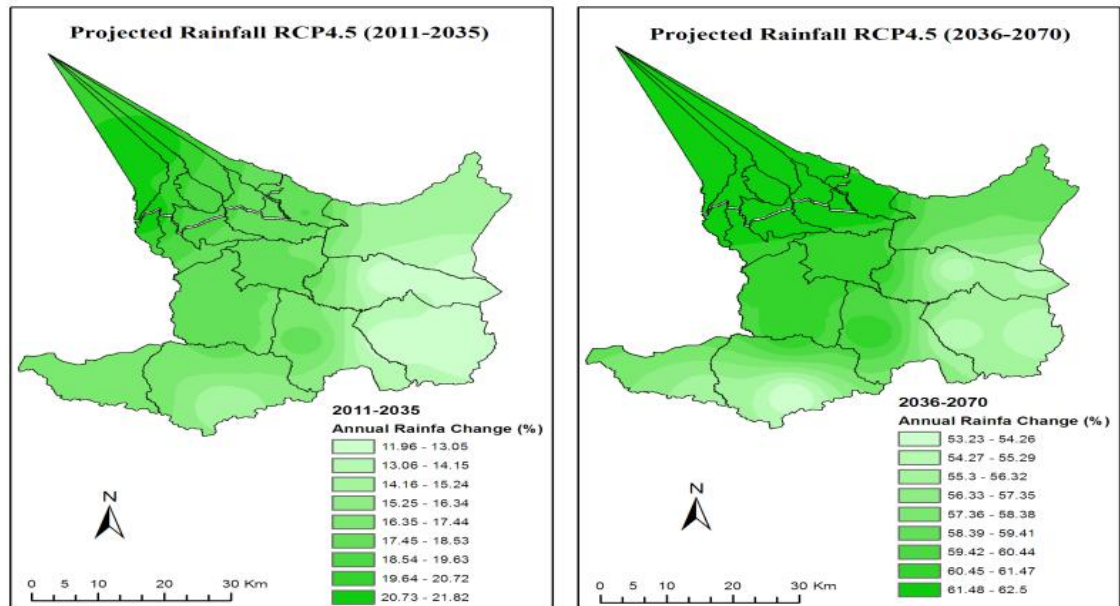 Projected Rainfall RCP4.5 (2011-2035)
2011-2035
Annual Rainfa Change (%)
11.96 - 13.05
13.06 - 14.15
14.16 - 15.24
15.25 - 16.34
16.35 - 17.44
17.45 - 18.53
18.54 - 19.63
19.64 - 20.72
20.73 - 21.82
N
0 5 10 20 30 Km
Projected Rainfall RCP4.5 (2036-2070)
2036-2070
Annual Rainfa Change (%)
53.23 - 54.26
54.27 - 55.29
55.3 - 56.32
56.33 - 57.35
57.36 - 58.38
58.39 - 59.41
59.42 - 60.44
60.45 - 61.47
61.48 - 62.5
N
0 5 10 20 30 Km